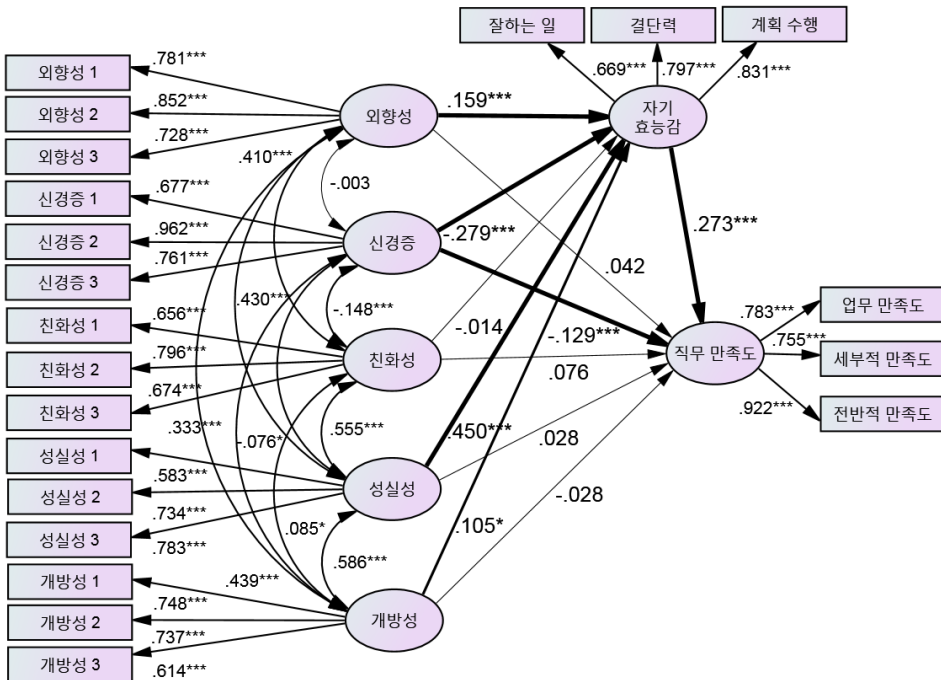 잘하는 일
결단력
계획 수행
.669***
.797***
.831***
외향성 1
외향성 2
외향성 3
신경증 1
신경증 2
신경증 3
친화성 1
친화성 2
친화성 3
성실성 1
성실성 2
성실성 3
개방성 1
개방성 2
개방성 3
.781***
.852***
.728***
.677***
.962***
.761***
.656***
.796***
.674***
.583***
.734***
.783***
.748***
.737***
.614***
외향성
신경증
친화성
성실성
개방성
.410***
-.003
.430***
-.148***
.333***
-.076*
.555***
.085*
.439***
.586***
자기
효능감
직무 만족도
.159***
-.279***
-.014
.450***
.105*
.273***
.042
-.129***
.076
.028
-.028
.783***
.755***
.922***
업무 만족도
세부적 만족도
전반적 만족도